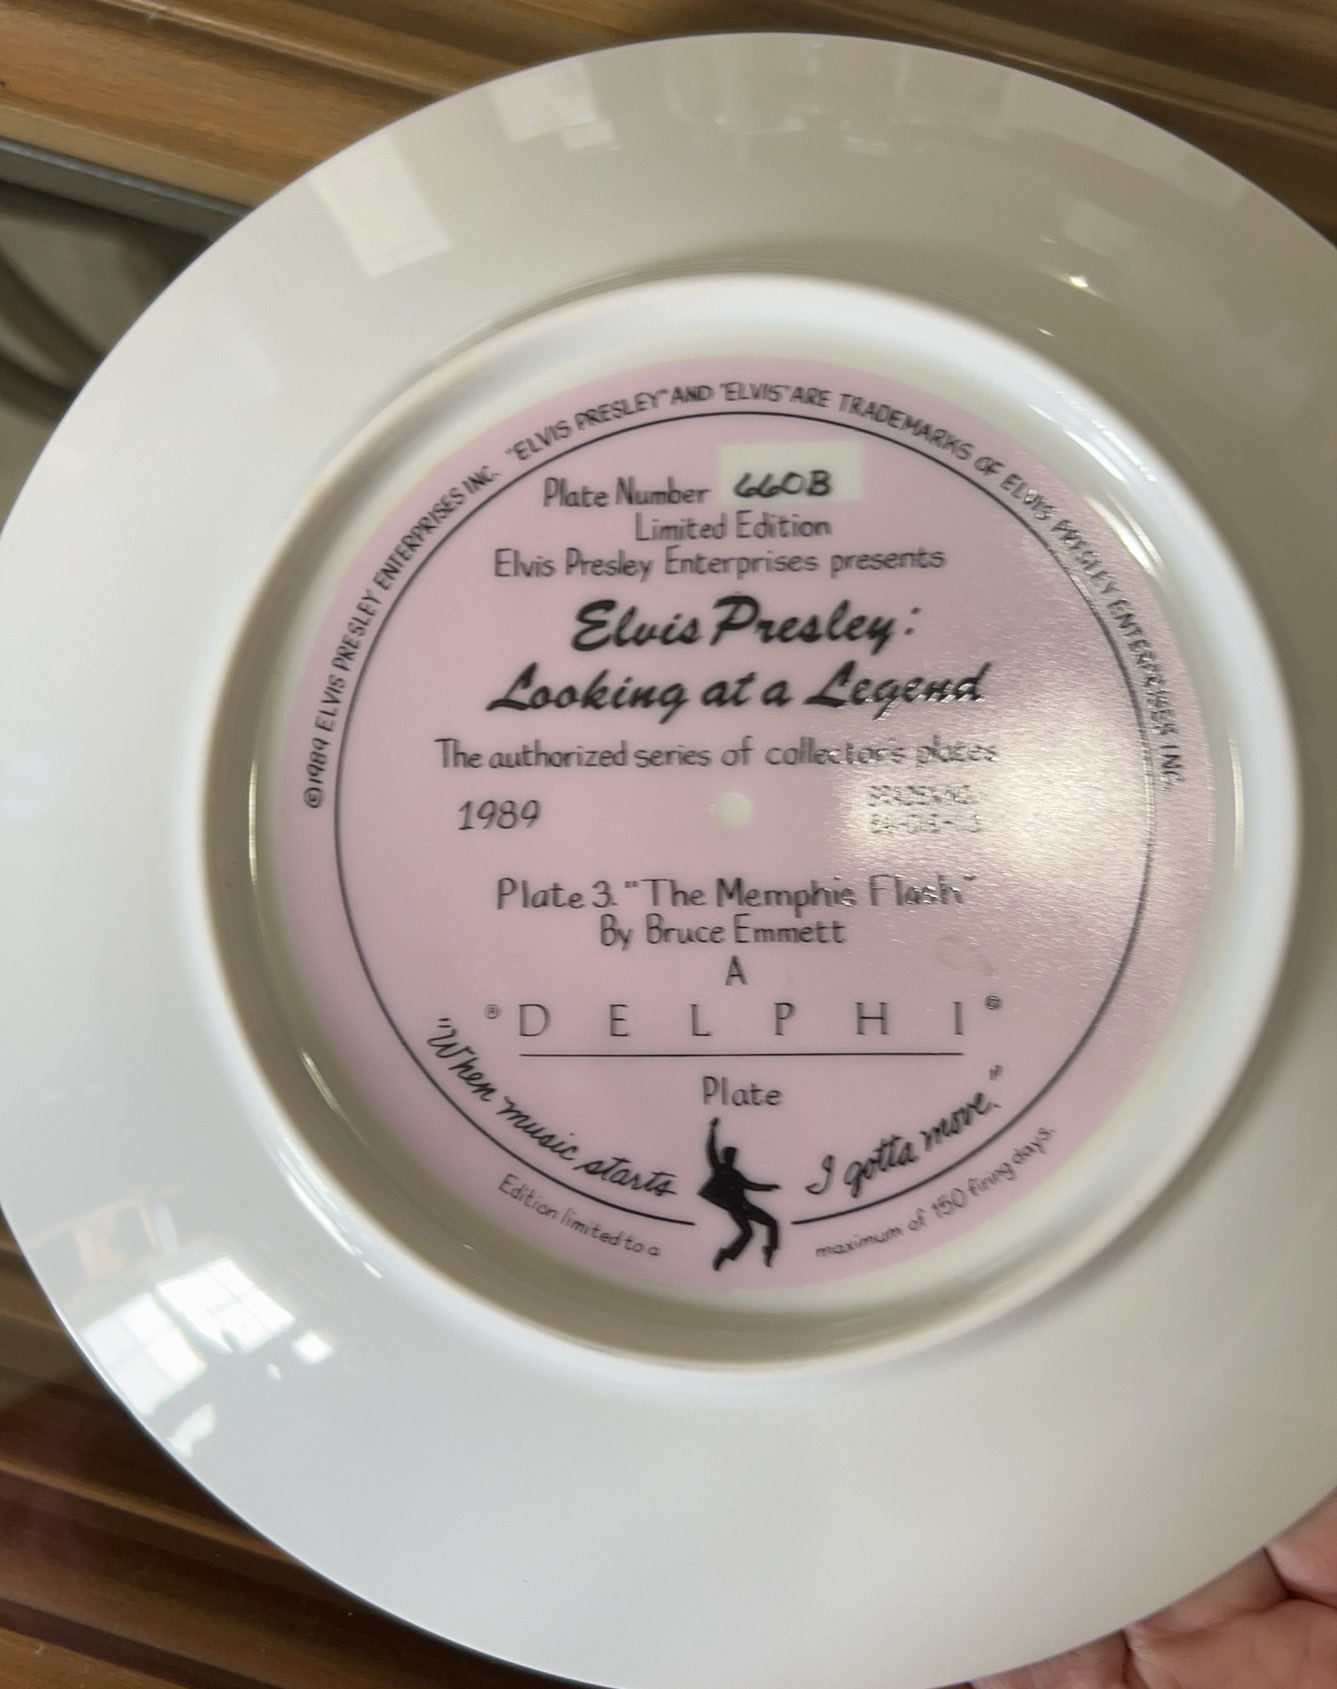 ©1989 ELVIS PRESLEY ENTERPRISES INC. "ELVIS PRESLEY" AND "ELVIS" ARE TRADEMARKS OF ELVIS PRESLEY ENTERPRISES INC.
Plate Number 660B
Limited Edition
Elvis Presley Enterprises presents
Elvis Presley:
Looking at a Legend
The authorized series of collector's plates
1989
Plate 3. "The Memphis Flash"
By Bruce Emmett
A
® DELPHI ®
Plate
"When music starts I gotta move."
Edition limited to a maximum of 150 firing days.